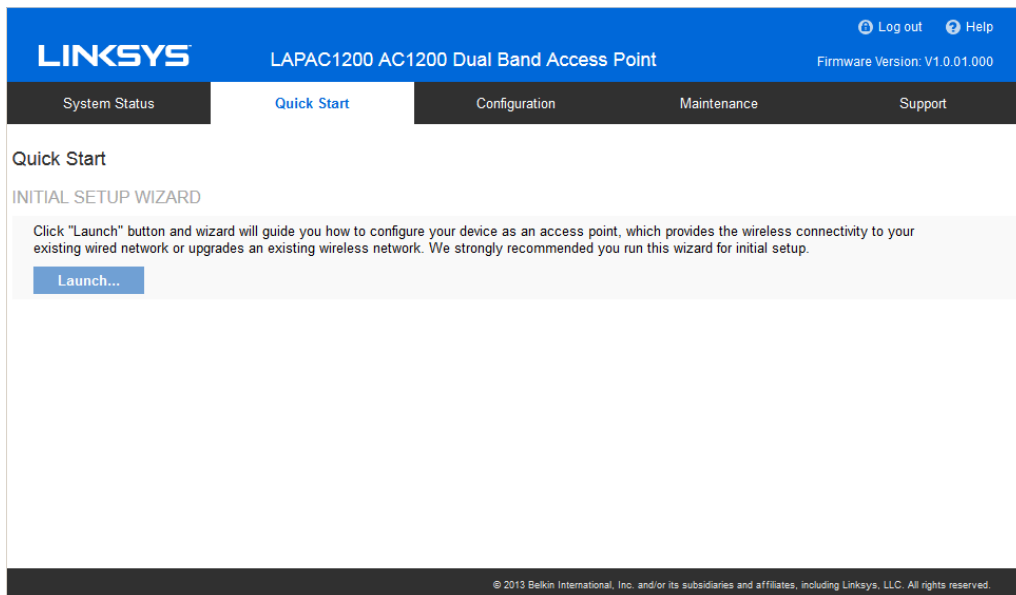 Log out Help
LINKSYS LAPAC1200 AC1200 Dual Band Access Point Firmware Version: V1.0.01.000
System Status Quick Start Configuration Maintenance Support
Quick Start
INITIAL SETUP WIZARD
Click "Launch" button and wizard will guide you how to configure your device as an access point, which provides the wireless connectivity to your
existing wired network or upgrades an existing wireless network. We strongly recommended you run this wizard for initial setup.
Launch...
© 2013 Belkin International, Inc. and/or its subsidiaries and affiliates, including Linksys, LLC. All rights reserved.